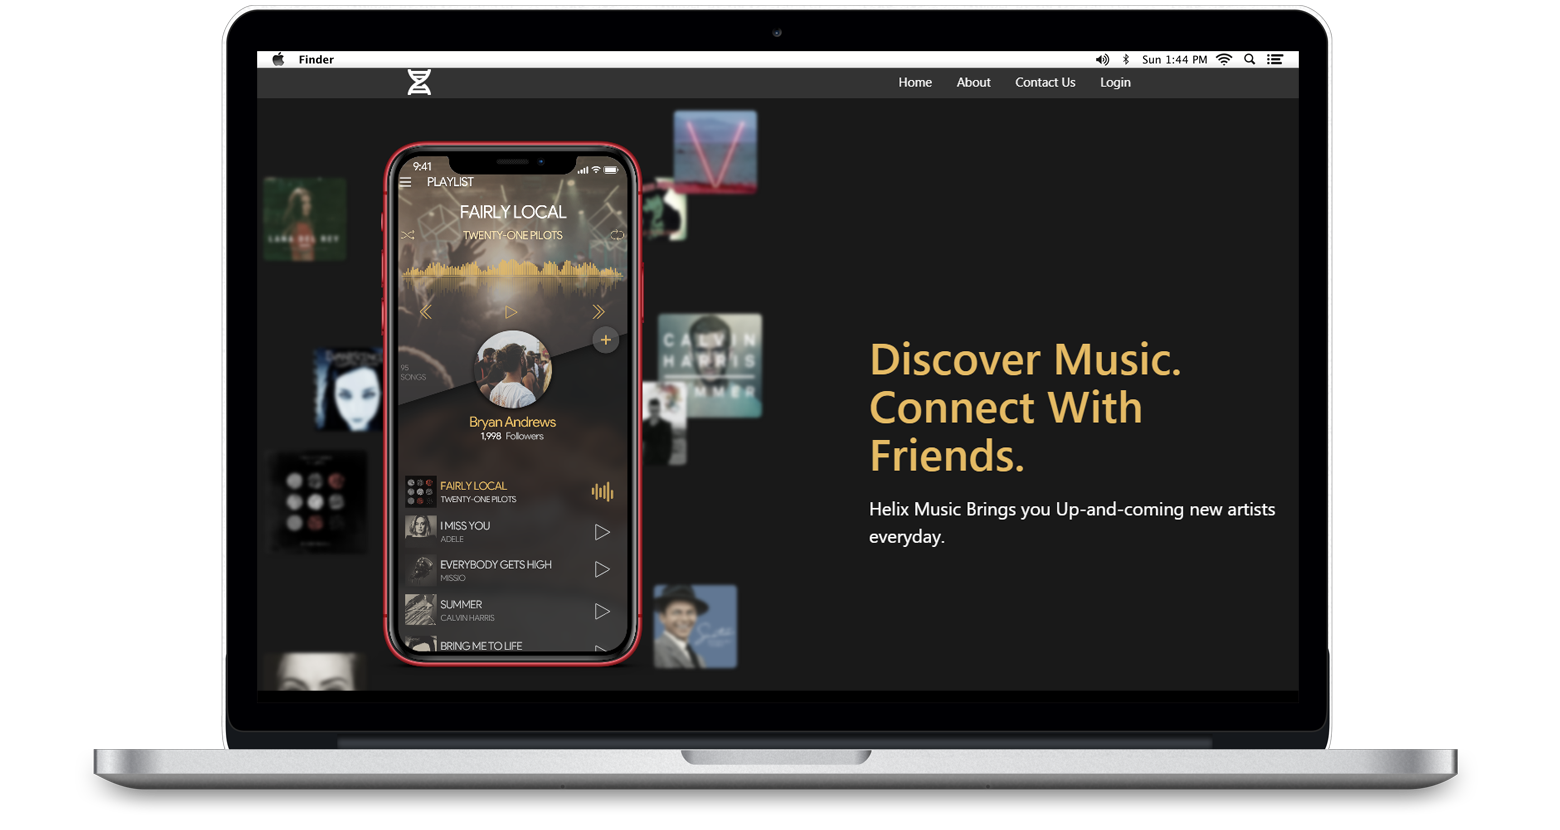 Finder
Sun 1:44 PM
Home About Contact Us Login
9:41
PLAYLIST
FAIRLY LOCAL
TWENTY-ONE PILOTS
95
SONGS
Bryan Andrews
1,998 Followers
FAIRLY LOCAL
TWENTY-ONE PILOTS
I MISS YOU
ADELE
EVERYBODY GETS HIGH
MISSIO
SUMMER
CALVIN HARRIS
BRING ME TO LIFE
LANA DEL REY
CALVIN
HARRIS
Discover Music.
Connect With
Friends.
Helix Music Brings you Up-and-coming new artists
everyday.